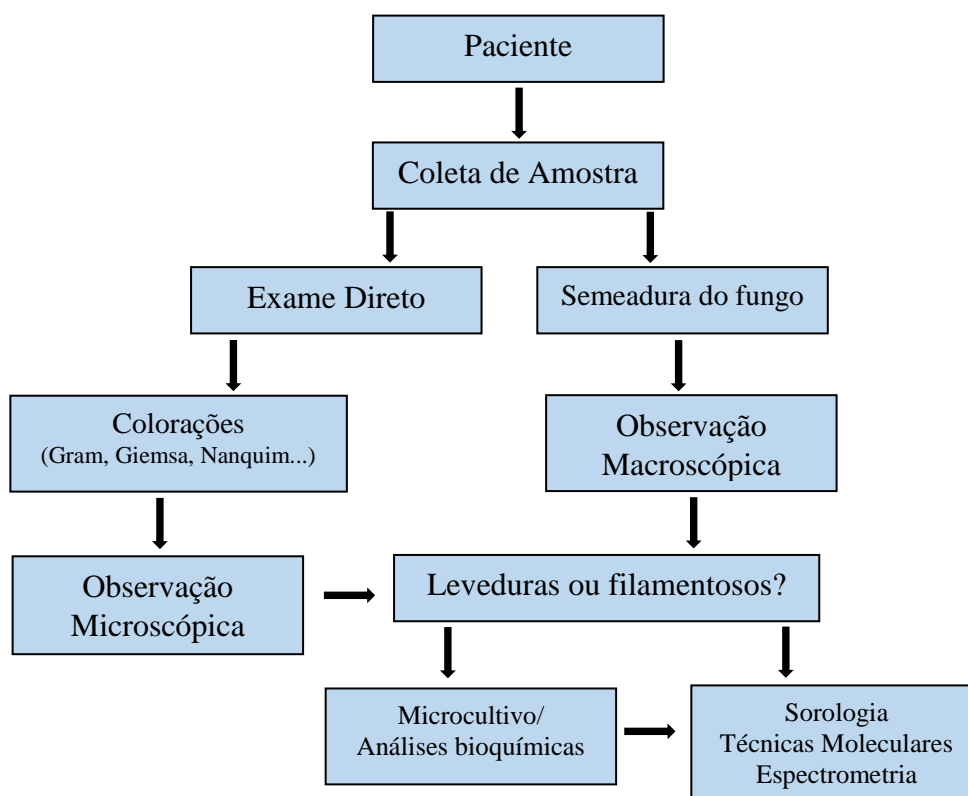 Paciente
Coleta de Amostra
Exame Direto
Semeadura do fungo
Colorações
(Gram, Giemsa, Nanquim...)
Observação
Macroscópica
Observação
Microscópica
Leveduras ou filamentosos?
Microcultivo/
Análises bioquímicas
Sorologia
Técnicas Moleculares
Espectrometria